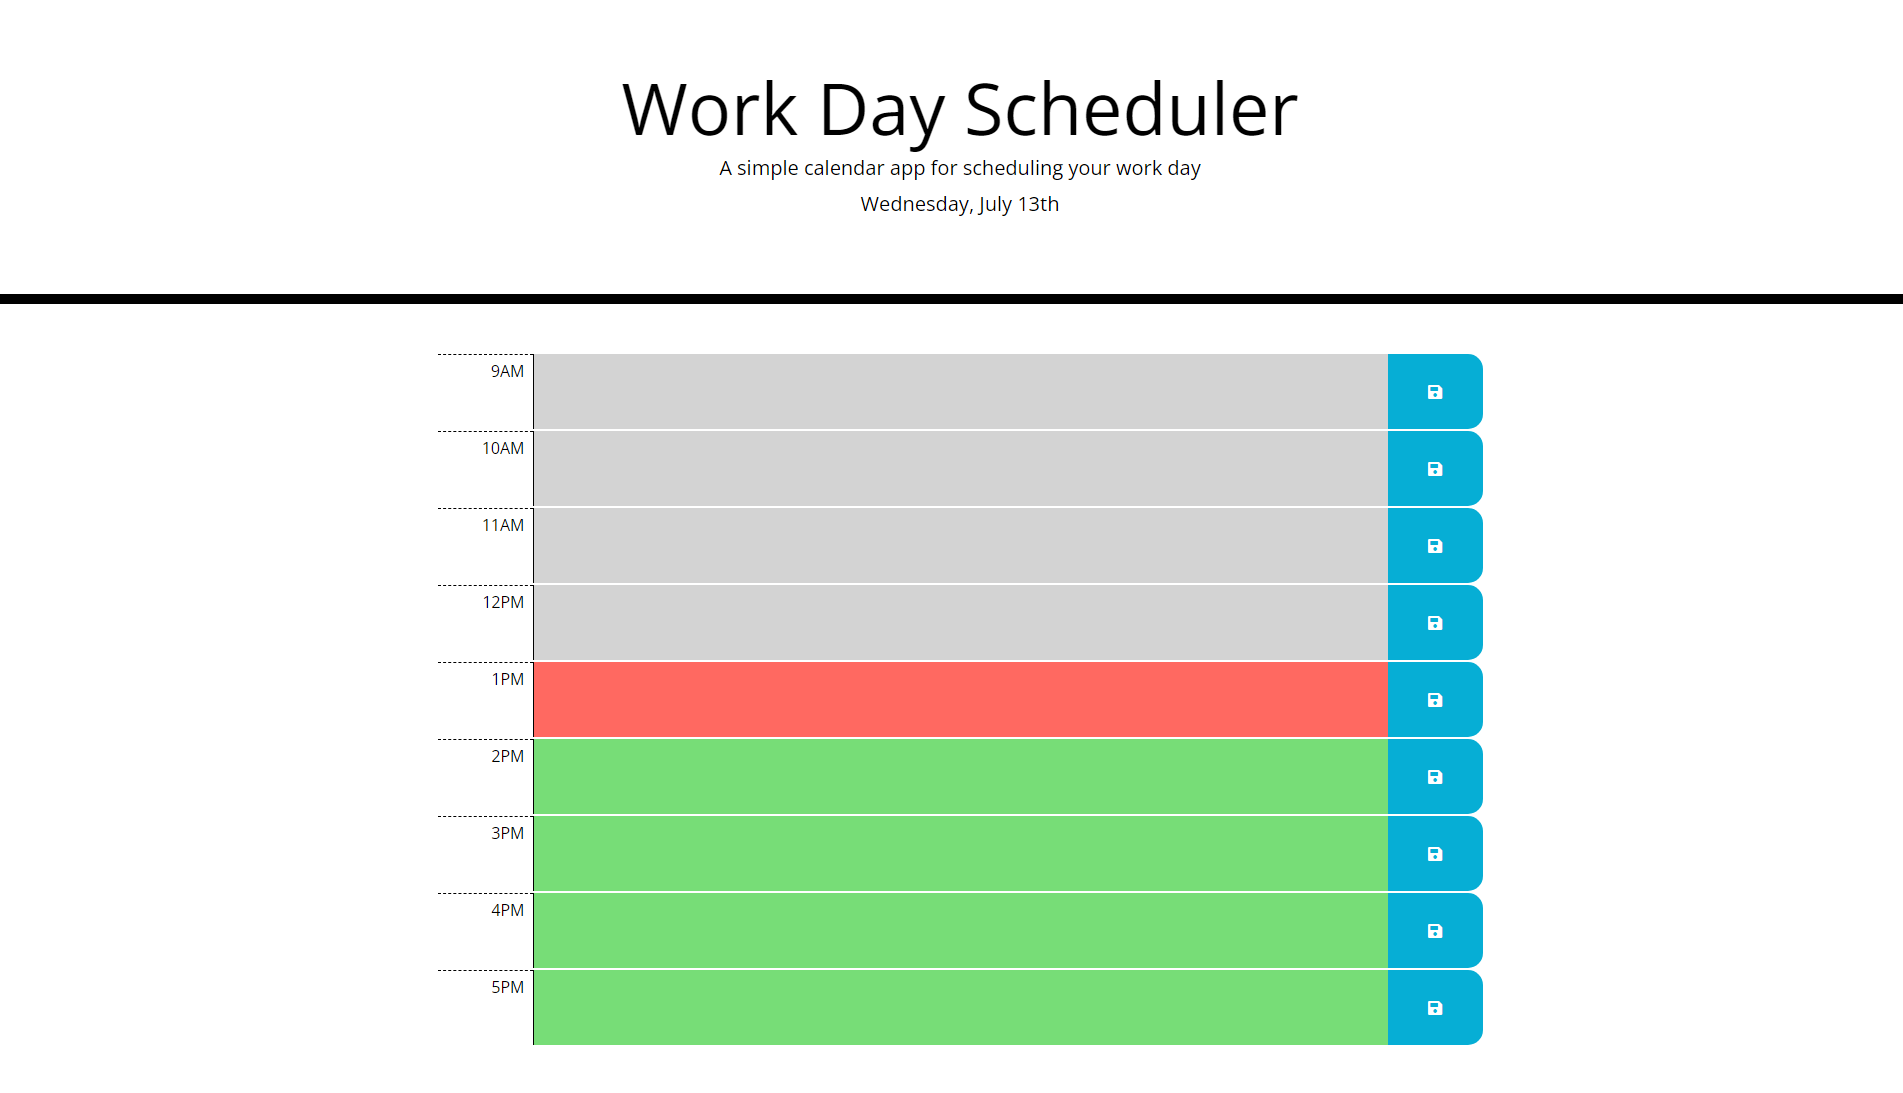 Work Day Scheduler
A simple calendar app for scheduling your work day
Wednesday, July 13th
9AM
10AM
11AM
12PM
1PM
2PM
3PM
4PM
5PM